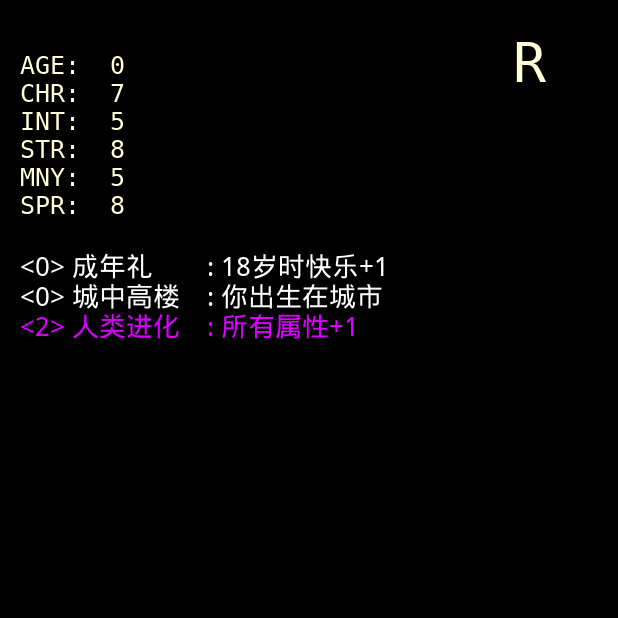 R
AGE: 0
CHR: 7
INT: 5
STR: 8
MNY: 5
SPR: 8
<0> 成年礼 : 18岁时快乐+1
<0> 城中高楼 : 你出生在城市
<2> 人类进化 : 所有属性+1